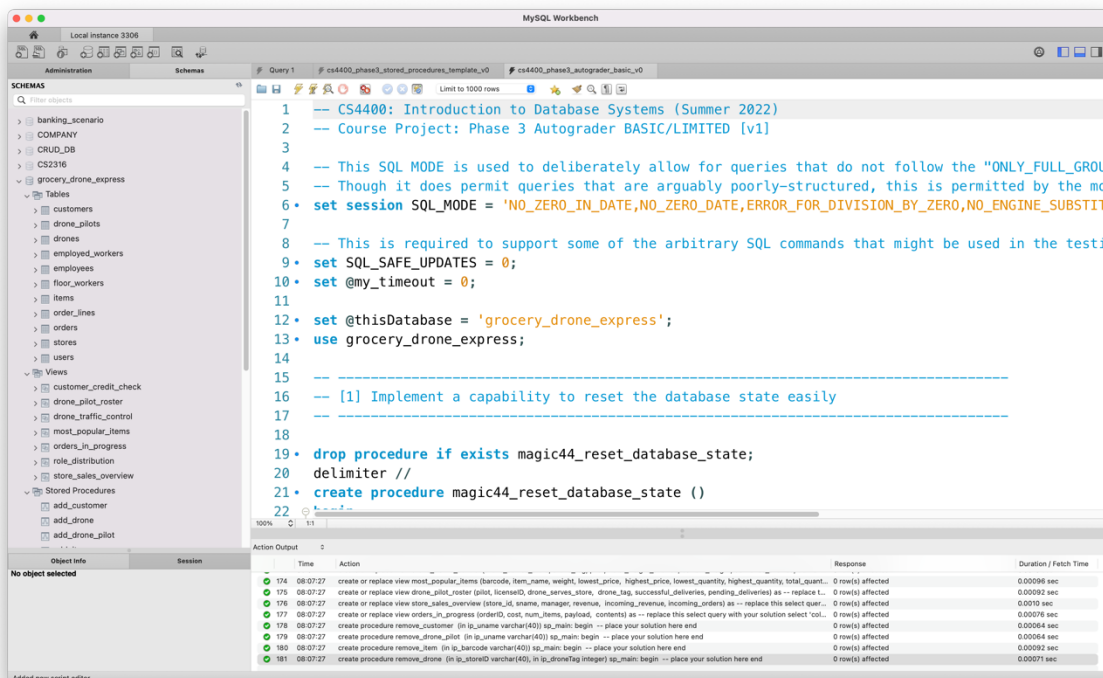 MySQL Workbench
Local instance 3306
Administration
Schemas
Query 1
cs4400_phase3_stored_procedures_template_v0
cs4400_phase3_autograder_basic_v0
SCHEMAS
Filter objects
banking_scenario
COMPANY
CRUD_DB
CS2316
grocery_drone_express
Tables
customers
drone_pilots
drones
employed_workers
employees
floor_workers
items
order_lines
orders
stores
users
Views
customer_credit_check
drone_pilot_roster
drone_traffic_control
most_popular_items
orders_in_progress
role_distribution
store_sales_overview
Stored Procedures
add_customer
add_drone
add_drone_pilot
Object Info
Session
No object selected
Limit to 1000 rows
1 -- CS4400: Introduction to Database Systems (Summer 2022)
2 -- Course Project: Phase 3 Autograder BASIC/LIMITED [v1]
3
4 -- This SQL MODE is used to deliberately allow for queries that do not follow the "ONLY_FULL_GROU
5 -- Though it does permit queries that are arguably poorly-structured, this is permitted by the mo
6 set session SQL_MODE = 'NO_ZERO_IN_DATE,NO_ZERO_DATE,ERROR_FOR_DIVISION_BY_ZERO,NO_ENGINE_SUBSTIT
7
8 -- This is required to support some of the arbitrary SQL commands that might be used in the testi
9 set SQL_SAFE_UPDATES = 0;
10 set @my_timeout = 0;
11
12 set @thisDatabase = 'grocery_drone_express';
13 use grocery_drone_express;
14
15 -- -----------------------------------------------------------------------------
16 -- [1] Implement a capability to reset the database state easily
17 -- -----------------------------------------------------------------------------
18
19 drop procedure if exists magic44_reset_database_state;
20 delimiter //
21 create procedure magic44_reset_database_state ()
22 begin
100% 1:1
Action Output
Time Action Response Duration / Fetch Time
174 08:07:27 create or replace view most_popular_items (barcode, item_name, weight, lowest_price, highest_price, lowest_quantity, highest_quantity, total_quant... 0 row(s) affected 0.00096 sec
175 08:07:27 create or replace view drone_pilot_roster (pilot, licenseID, drone_serves_store, drone_tag, successful_deliveries, pending_deliveries) as -- replace t... 0 row(s) affected 0.00092 sec
176 08:07:27 create or replace view store_sales_overview (store_id, sname, manager, revenue, incoming_revenue, incoming_orders) as -- replace this select quer... 0 row(s) affected 0.0010 sec
177 08:07:27 create or replace view orders_in_progress (orderID, cost, num_items, payload, contents) as -- replace this select query with your solution select 'col... 0 row(s) affected 0.00076 sec
178 08:07:27 create procedure remove_customer (in ip_uname varchar(40)) sp_main: begin -- place your solution here end 0 row(s) affected 0.00064 sec
179 08:07:27 create procedure remove_drone_pilot (in ip_uname varchar(40)) sp_main: begin -- place your solution here end 0 row(s) affected 0.00064 sec
180 08:07:27 create procedure remove_item (in ip_barcode varchar(40)) sp_main: begin -- place your solution here end 0 row(s) affected 0.00092 sec
181 08:07:27 create procedure remove_drone (in ip_storeID varchar(40), in ip_droneTag integer) sp_main: begin -- place your solution here end 0 row(s) affected 0.00071 sec
Added new script editor